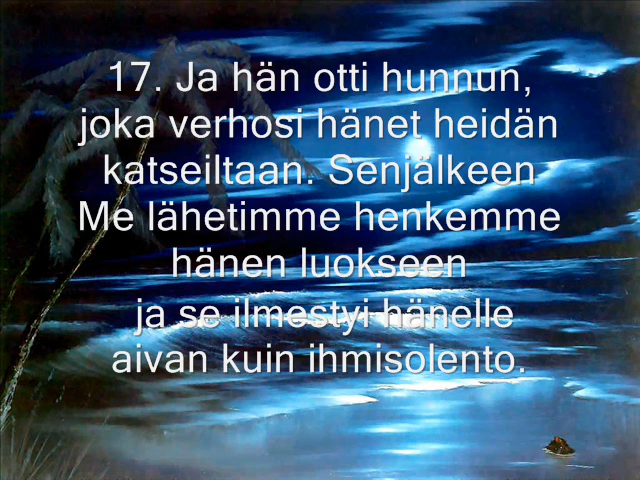 17. Ja hän otti hunnun,
joka verhosi hänet heidän
katseiltaan. Senjälkeen
Me lähetimme henkemme
hänen luokseen
ja se ilmestyi hänelle
aivan kuin ihmisolento.